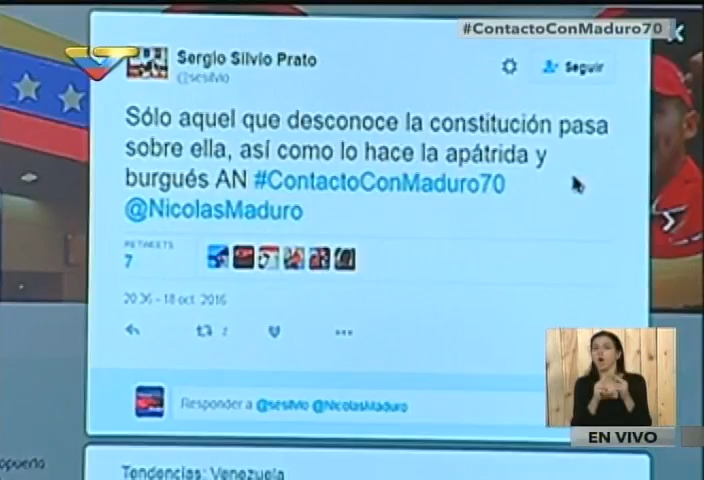 #ContactoConMaduro70
Sergio Silvio Prato
@sesilvio
Seguir
Sólo aquel que desconoce la constitución pasa
sobre ella, así como lo hace la apátrida y
burgués AN #ContactoConMaduro70
@NicolasMaduro
RETWEETS
7
20:36 - 18 oct. 2016
Responder a @sesilvio @NicolasMaduro
EN VIVO
Tendencias: Venezuela